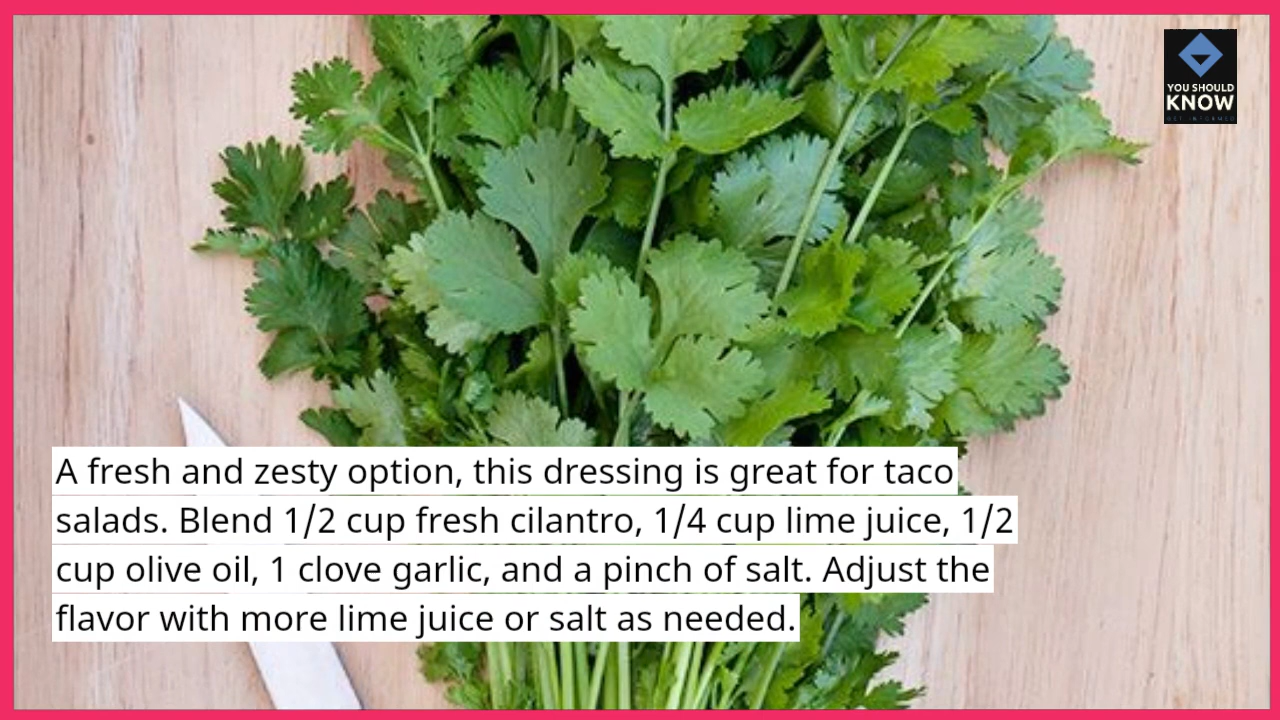 YOU SHOULD
KNOW
GET INFORMED
A fresh and zesty option, this dressing is great for taco
salads. Blend 1/2 cup fresh cilantro, 1/4 cup lime juice, 1/2
cup olive oil, 1 clove garlic, and a pinch of salt. Adjust the
flavor with more lime juice or salt as needed.